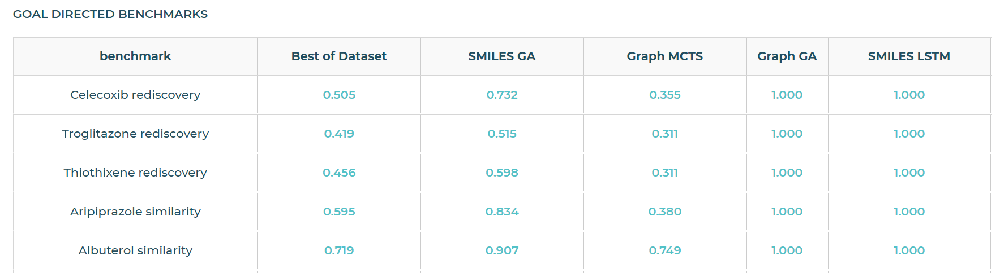 GOAL DIRECTED BENCHMARKS
benchmark Best of Dataset SMILES GA Graph MCTS Graph GA SMILES LSTM
Celecoxib rediscovery 0.505 0.732 0.355 1.000 1.000
Troglitazone rediscovery 0.419 0.515 0.311 1.000 1.000
Thiothixene rediscovery 0.456 0.598 0.311 1.000 1.000
Aripiprazole similarity 0.595 0.834 0.380 1.000 1.000
Albuterol similarity 0.719 0.907 0.749 1.000 1.000